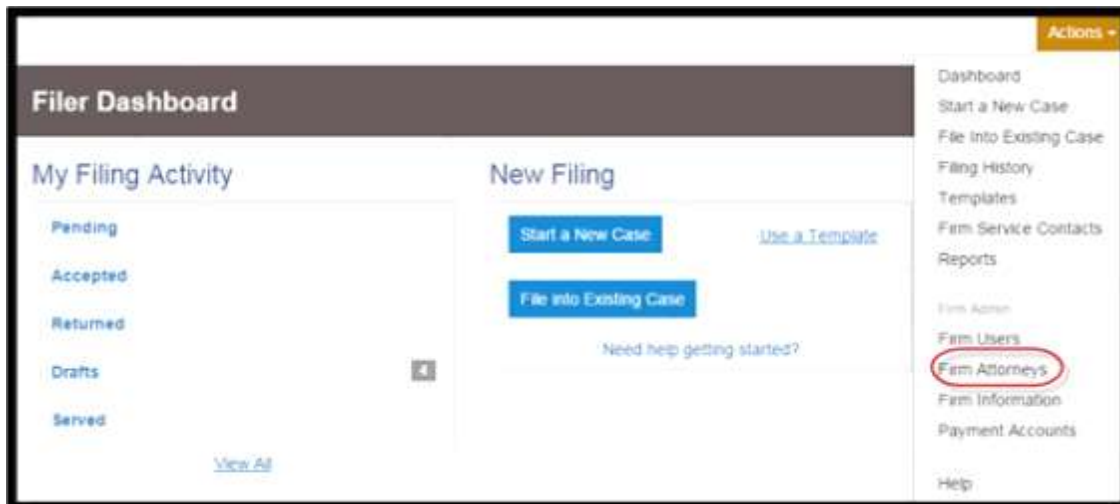 Actions
Filer Dashboard
My Filing Activity
Pending
Accepted
Returned
Drafts
4
Served
View All
New Filing
Start a New Case
Use a Template
File into Existing Case
Need help getting started?
Dashboard
Start a New Case
File Into Existing Case
Filing History
Templates
Firm Service Contacts
Reports
Firm Admin
Firm Users
Firm Attorneys
Firm Information
Payment Accounts
Help